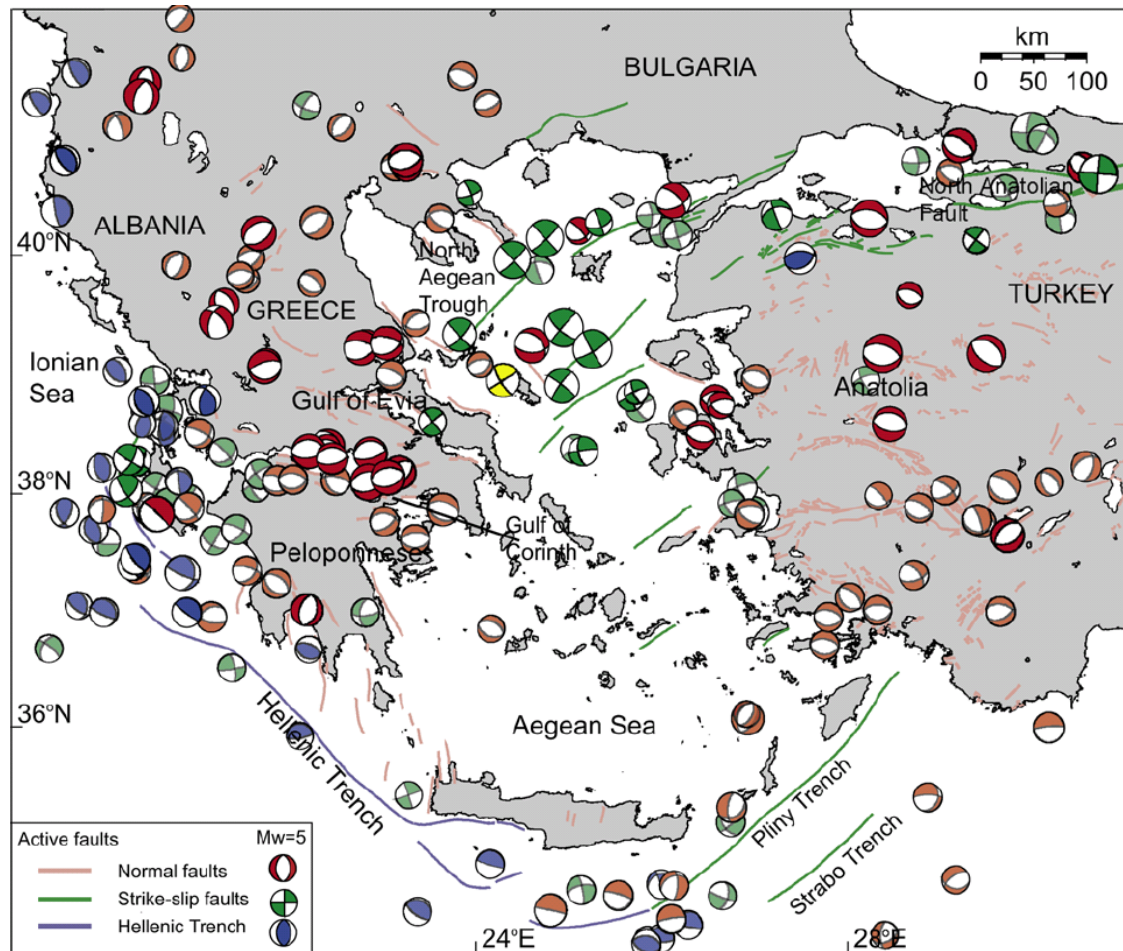 km
0 50 100
BULGARIA
North Anatolian
Fault
ALBANIA
40°N
North
Aegean
Trough
TURKEY
GREECE
Ionian
Sea
Anatolia
Gulf of Evia
38°N
Gulf of
Corinth
Peloponnese
Hellenic Trench
36°N
Aegean Sea
Pliny Trench
Strabo Trench
Active faults Mw=5
Normal faults
Strike-slip faults
Hellenic Trench
24°E
28°E